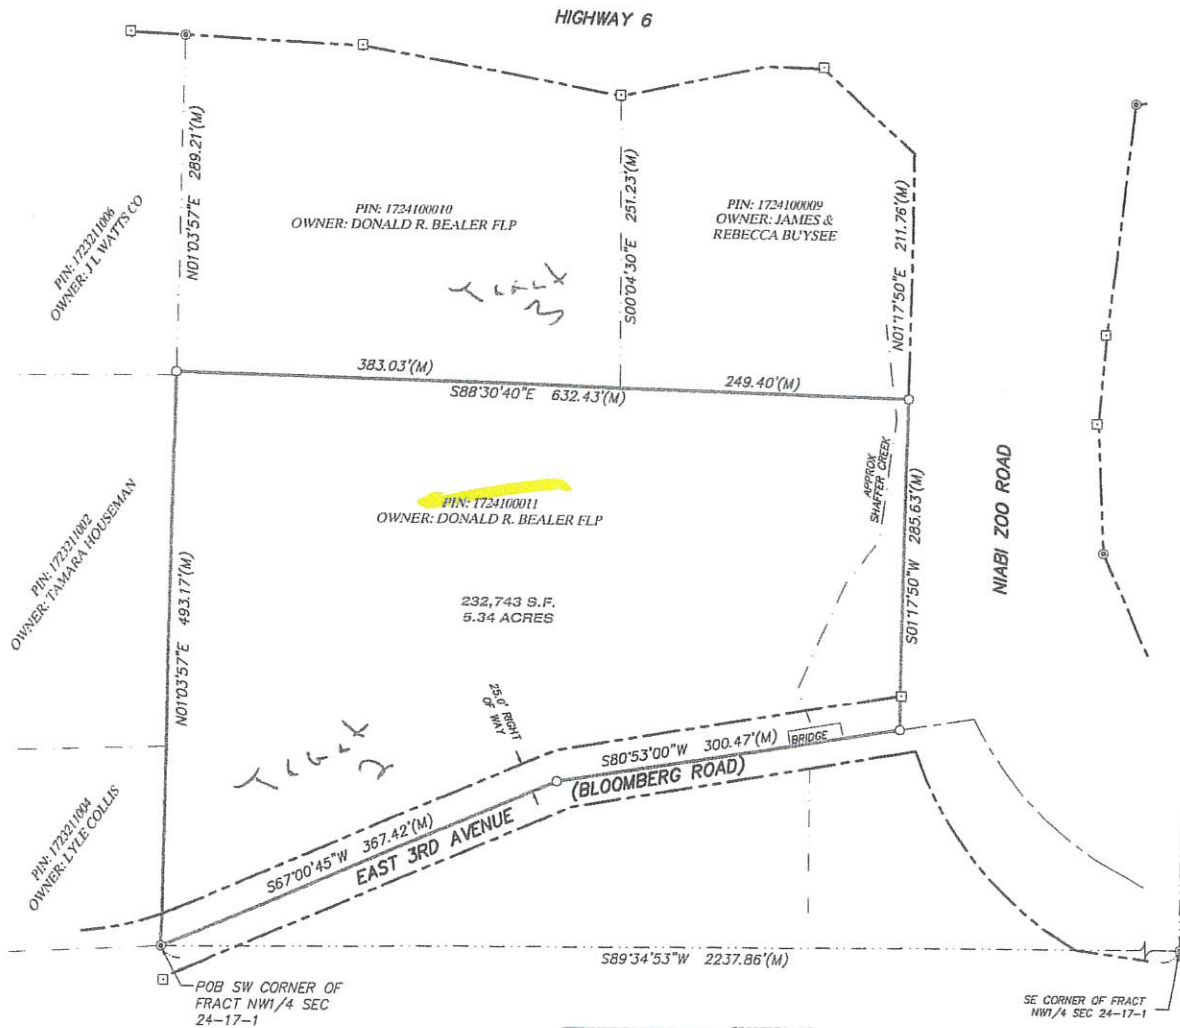 HIGHWAY 6
N01°03'57"E 289.21'(M)
PIN: 1723211006
OWNER: J L WATTS CO
PIN: 1724100010
OWNER: DONALD R. BEALER FLP
S00°04'30"E 251.23'(M)
PIN: 1724100009
OWNER: JAMES &
REBECCA BUYSEE
N01°17'50"E 211.76'(M)
Tract
3
383.03'(M)
249.40'(M)
S88°30'40"E 632.43'(M)
APPROX
SHAFFER CREEK
NIABI ZOO ROAD
PIN: 1723211002
OWNER: TAMARA HOUSEMAN
N01°03'57"E 493.17'(M)
PIN: 1724100011
OWNER: DONALD R. BEALER FLP
S01°17'50"W 285.63'(M)
232,743 S.F.
5.34 ACRES
25.0' RIGHT
OF WAY
Tract
2
S80°53'00"W 300.47'(M)
BRIDGE
(BLOOMBERG ROAD)
PIN: 1723211004
OWNER: LYLE COLLIS
S67°00'45"W 367.42'(M)
EAST 3RD AVENUE
S89°34'53"W 2237.86'(M)
POB SW CORNER OF
FRACT NW1/4 SEC
24-17-1
SE CORNER OF FRACT
NW1/4 SEC 24-17-1